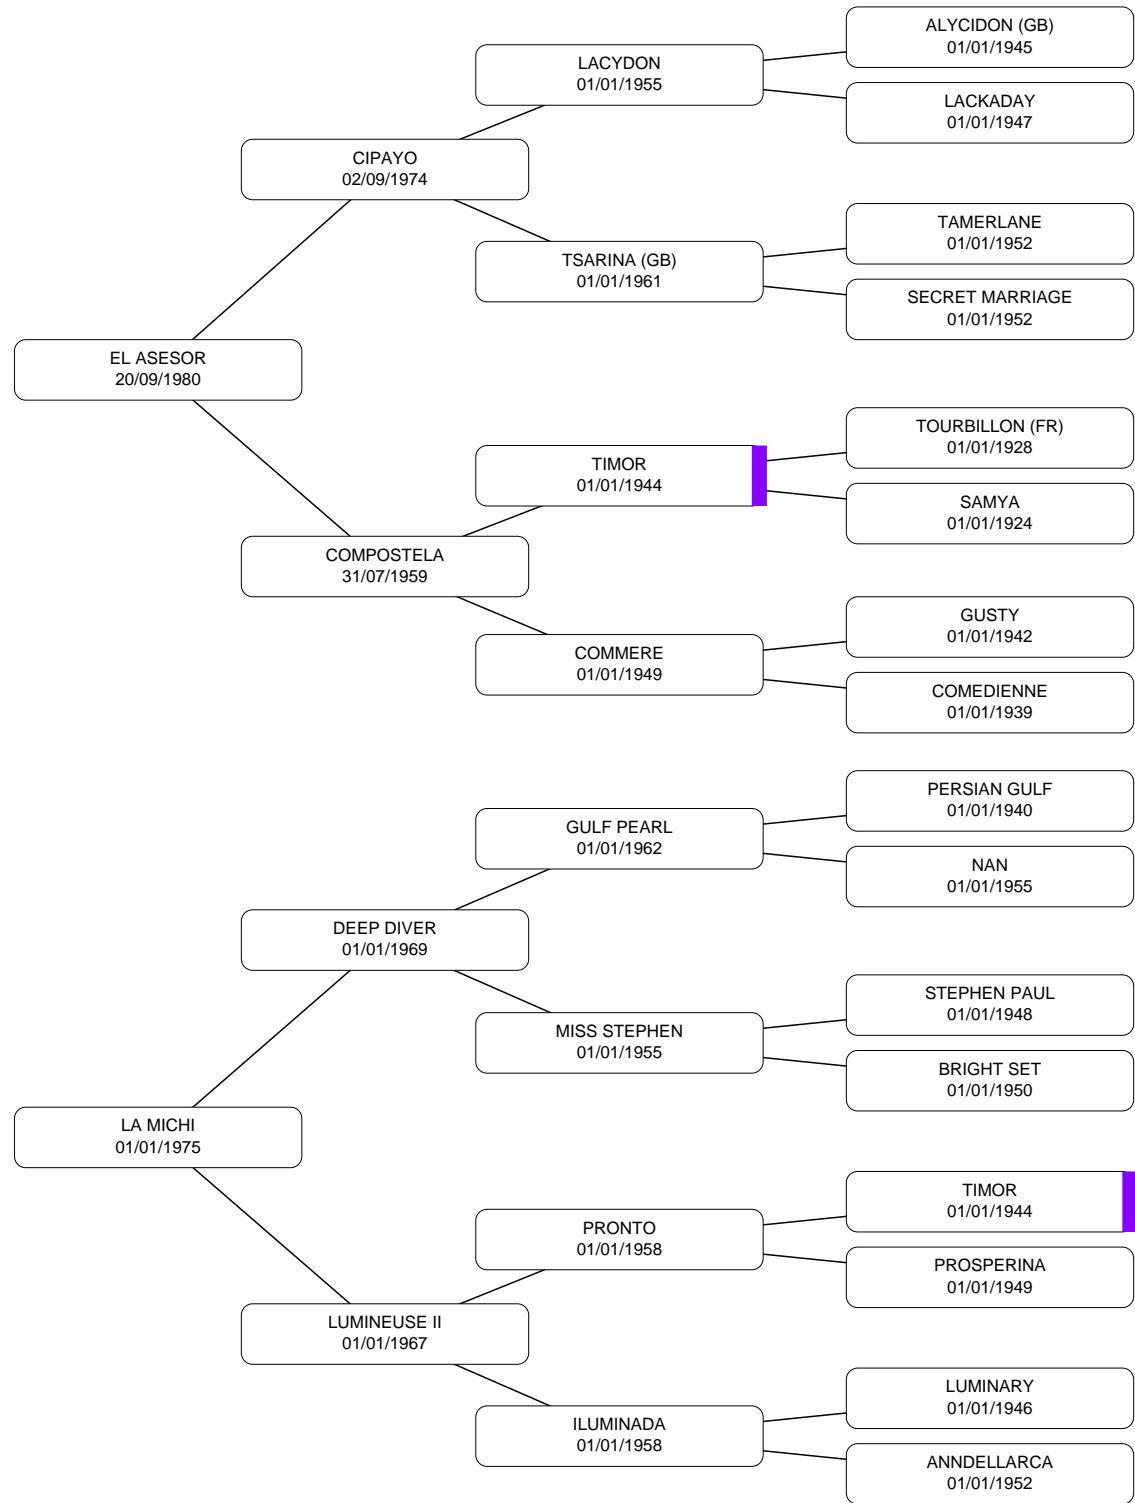 ALYCIDON (GB)
01/01/1945
LACYDON
01/01/1955
LACKADAY
01/01/1947
CIPAYO
02/09/1974
TAMERLANE
01/01/1952
TSARINA (GB)
01/01/1961
SECRET MARRIAGE
01/01/1952
EL ASESOR
20/09/1980
TOURBILLON (FR)
01/01/1928
TIMOR
01/01/1944
SAMYA
01/01/1924
COMPOSTELA
31/07/1959
GUSTY
01/01/1942
COMMERE
01/01/1949
COMEDIENNE
01/01/1939
PERSIAN GULF
01/01/1940
GULF PEARL
01/01/1962
NAN
01/01/1955
DEEP DIVER
01/01/1969
STEPHEN PAUL
01/01/1948
MISS STEPHEN
01/01/1955
BRIGHT SET
01/01/1950
LA MICHI
01/01/1975
TIMOR
01/01/1944
PRONTO
01/01/1958
PROSPERINA
01/01/1949
LUMINEUSE II
01/01/1967
LUMINARY
01/01/1946
ILUMINADA
01/01/1958
ANNDELLARCA
01/01/1952